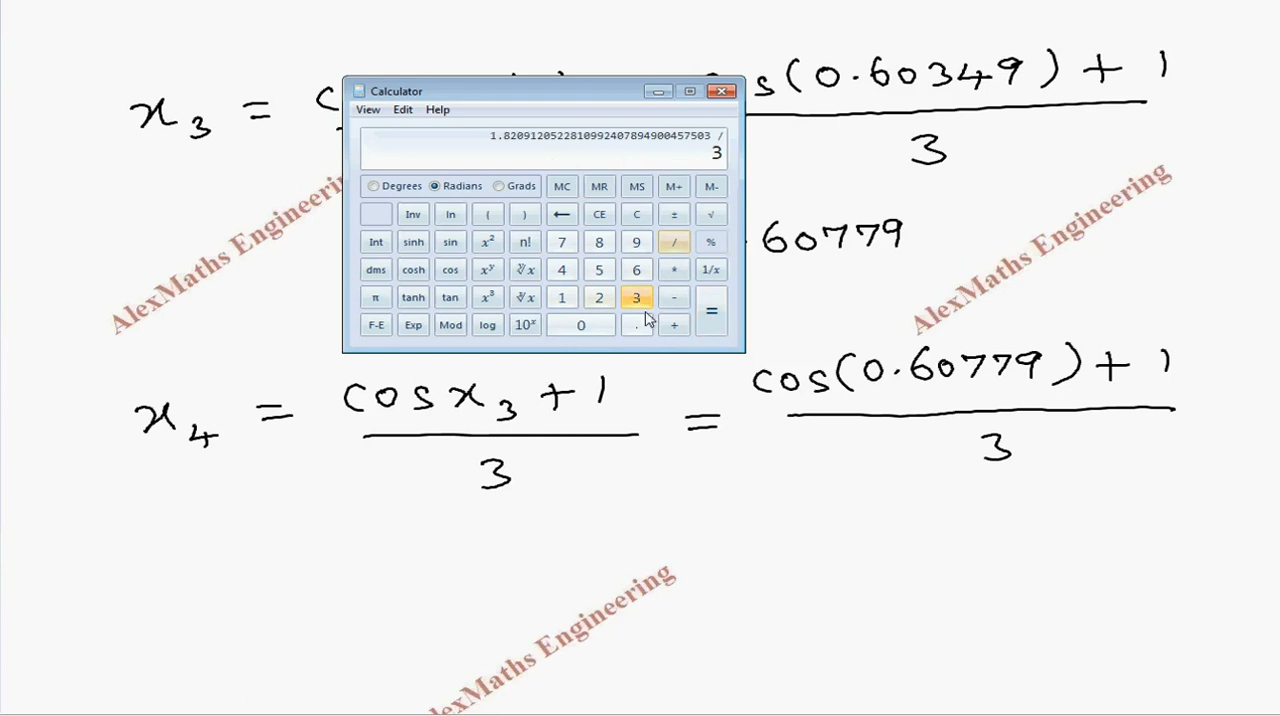 x3 = c s(0.60349) + 1
3
Calculator
View Edit Help
1.8209120522810992407894900457503 /
3
Degrees Radians Grads MC MR MS M+ M-
Inv ln ( ) ← CE C ± √
Int sinh sin x² n! 7 8 9 / %
dms cosh cos x^y ʸ√x 4 5 6 * 1/x
π tanh tan x³ ³√x 1 2 3 - =
F-E Exp Mod log 10^x 0 . +
60779
AlexMaths Engineerin
AlexMaths Engineering
x4 = cos x3 + 1 = cos(0.60779) + 1
3 3
AlexMaths Engineering